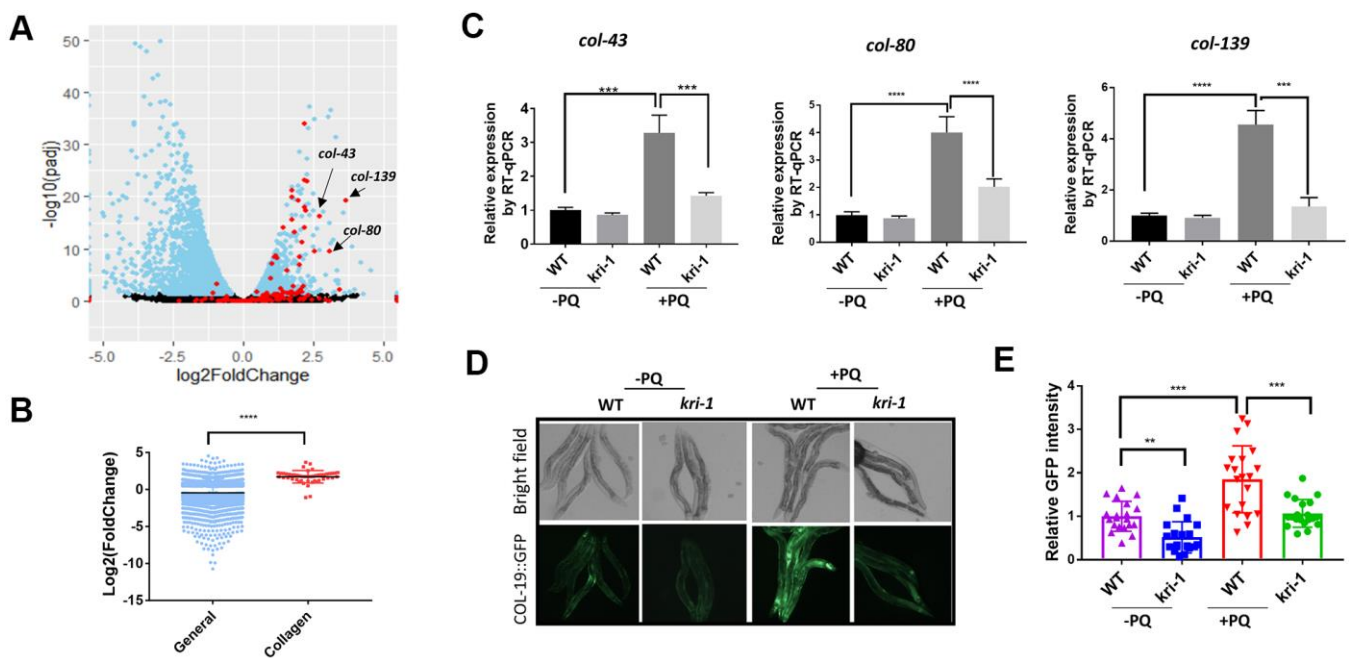 A
50
40
30
20
10
0
-log10(padj)
col-43
col-139
col-80
-5.0 -2.5 0.0 2.5 5.0
log2FoldChange
B
****
5
0
-5
-10
-15
Log2(FoldChange)
General Collagen
C
col-43
*** ***
4
3
2
1
0
Relative expression
by RT-qPCR
WT kri-1 WT kri-1
-PQ +PQ
col-80
**** ****
5
4
3
2
1
0
Relative expression
by RT-qPCR
WT kri-1 WT kri-1
-PQ +PQ
col-139
**** ***
6
4
2
0
Relative expression
by RT-qPCR
WT kri-1 WT kri-1
-PQ +PQ
D
-PQ +PQ
WT kri-1 WT kri-1
Bright field
COL-19::GFP
E
*** ***
**
4
3
2
1
0
Relative GFP intensity
WT kri-1 WT kri-1
-PQ +PQ